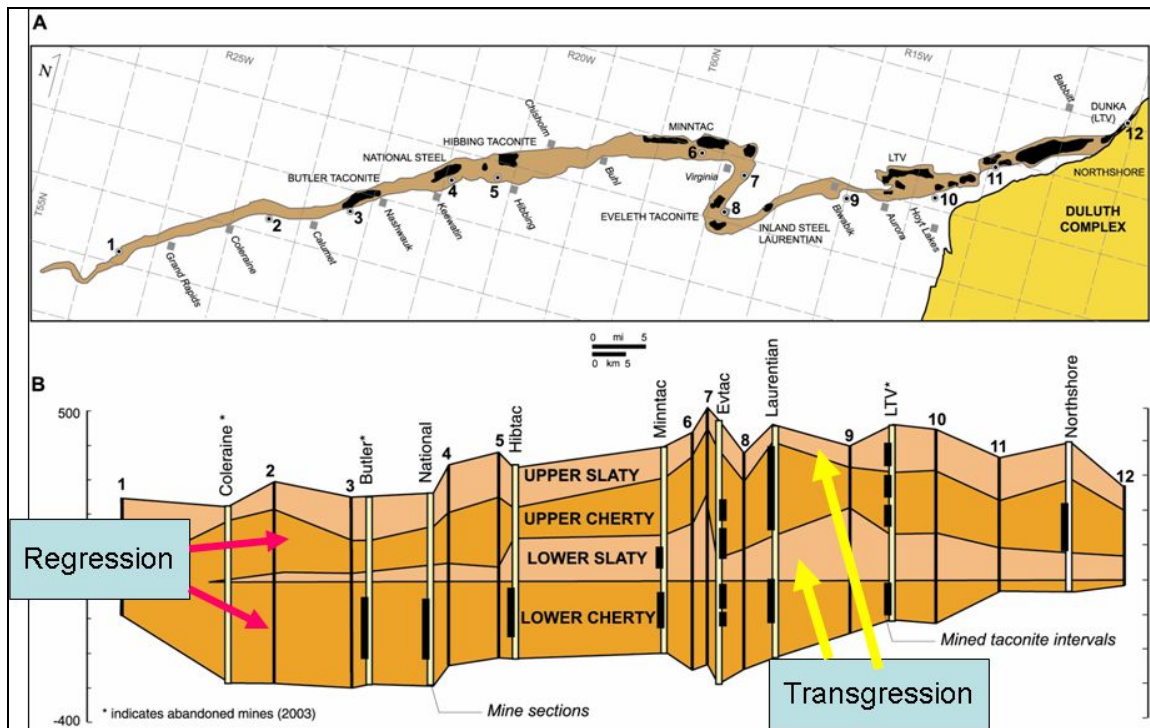 A
N
R25W
R20W
T60N
R15W
T55N
Chisholm
Babbiff
DUNKA
(LTV)
12
MINNTAC
HIBBING TACONITE
6
LTV
11
NATIONAL STEEL
Buhl
Virginia
7
NORTHSHORE
BUTLER TACONITE
4
5
Hibbing
Keewatin
8
9
10
EVELETH TACONITE
Biwabik
Aurora
Hoyt Lakes
DULUTH
COMPLEX
3
Nashwauk
INLAND STEEL
LAURENTIAN
2
Calumet
1
Coleraine
Grand Rapids
0 mi 5
0 km 5
B
500
1
Coleraine *
2
3
Butler*
National
4
5
Hibtac
Minntac
6
7
Evtac
8
Laurentian
9
LTV*
10
11
Northshore
12
UPPER SLATY
UPPER CHERTY
LOWER SLATY
LOWER CHERTY
Regression
Transgression
Mined taconite intervals
Mine sections
* indicates abandoned mines (2003)
-400